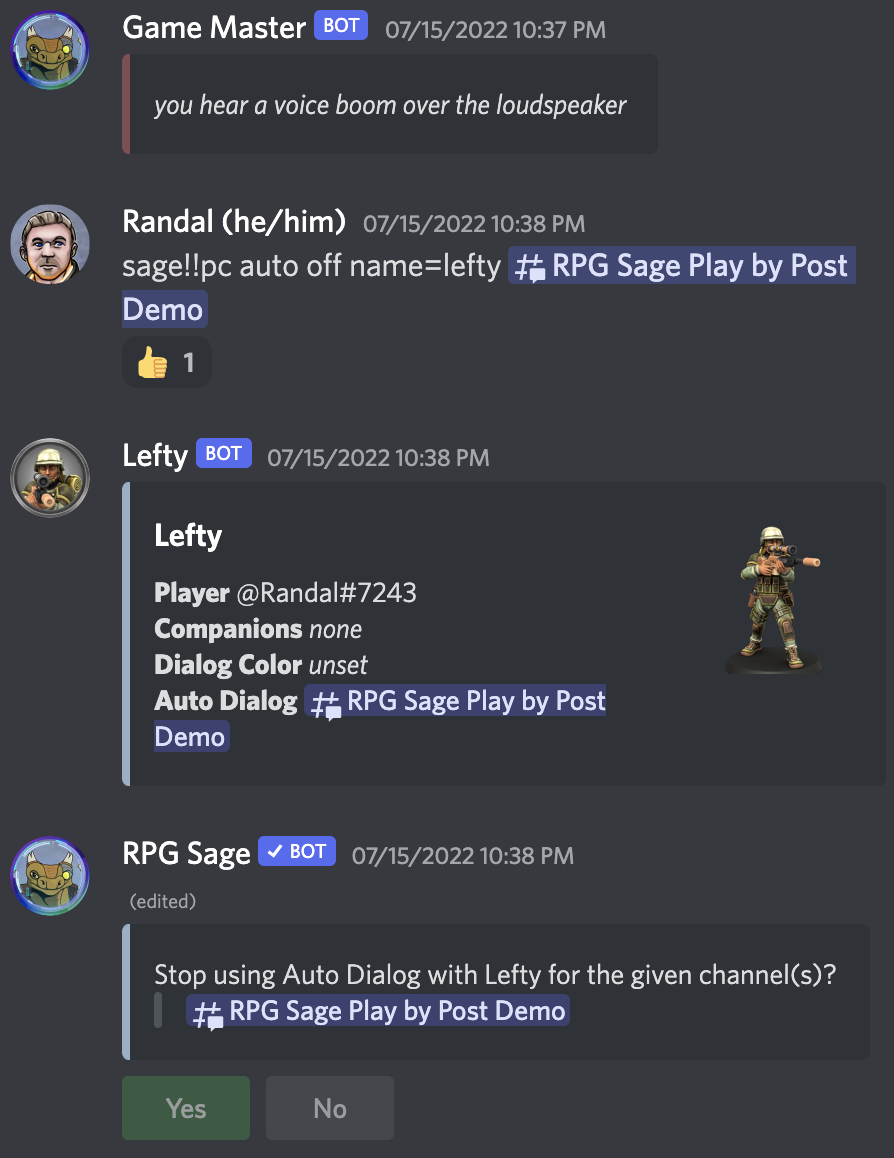 Game Master BOT 07/15/2022 10:37 PM
you hear a voice boom over the loudspeaker
Randal (he/him) 07/15/2022 10:38 PM
sage!!pc auto off name=lefty # RPG Sage Play by Post
Demo
👍 1
Lefty BOT 07/15/2022 10:38 PM
Lefty
Player @Randal#7243
Companions none
Dialog Color unset
Auto Dialog # RPG Sage Play by Post
Demo
RPG Sage ✓ BOT 07/15/2022 10:38 PM
(edited)
Stop using Auto Dialog with Lefty for the given channel(s)?
# RPG Sage Play by Post Demo
Yes No